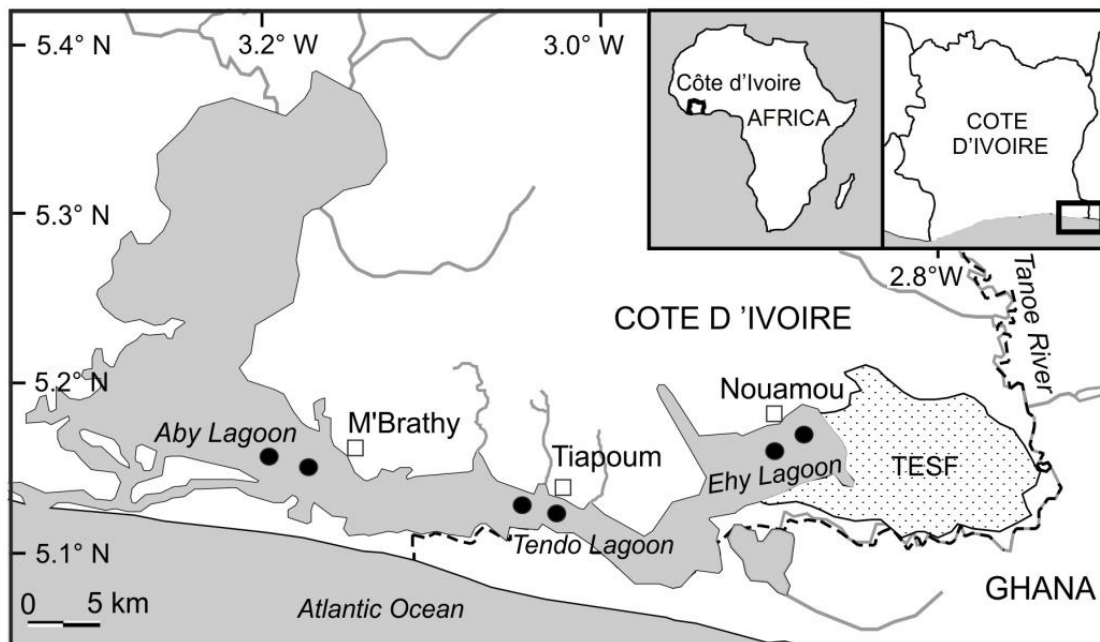 5.4° N
3.2° W
3.0° W
Côte d'Ivoire
AFRICA
COTE
D'IVOIRE
5.3° N
2.8°W
Tanoe River
COTE D 'IVOIRE
5.2° N
Nouamou
M'Brathy
Aby Lagoon
Tiapoum
Ehy Lagoon
TESF
5.1° N
Tendo Lagoon
GHANA
0 5 km
Atlantic Ocean